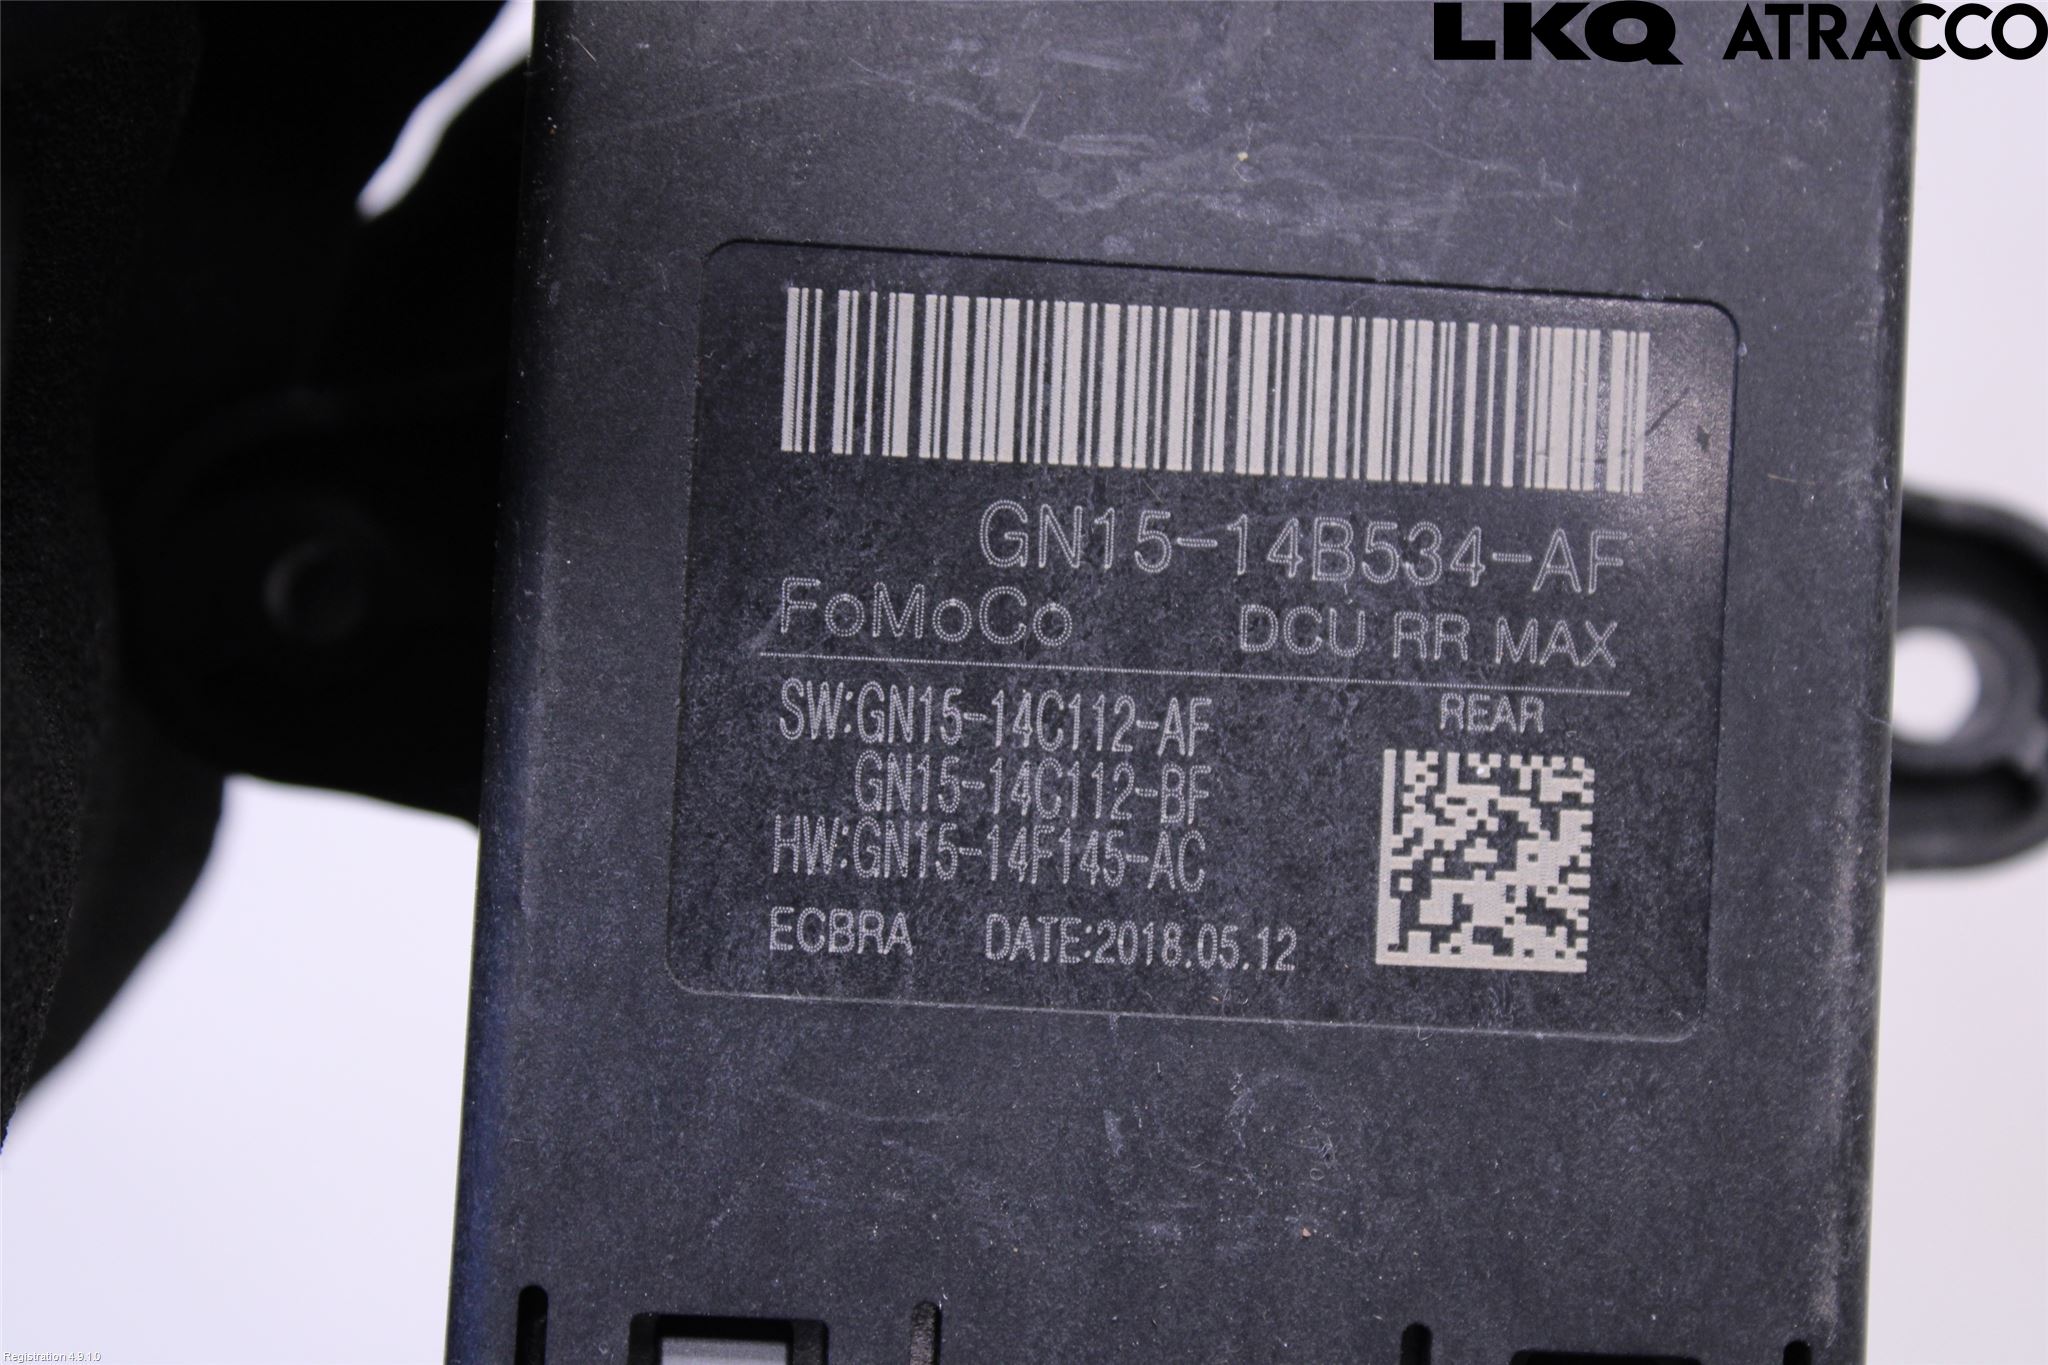 LKQ ATRACCO
GN15-14B534-AF
FoMoCo DCU RR MAX
SW:GN15-14C112-AF REAR
GN15-14C112-BF
HW:GN15-14F145-AC
ECBRA DATE:2018.05.12
Registration 4.9.1.0